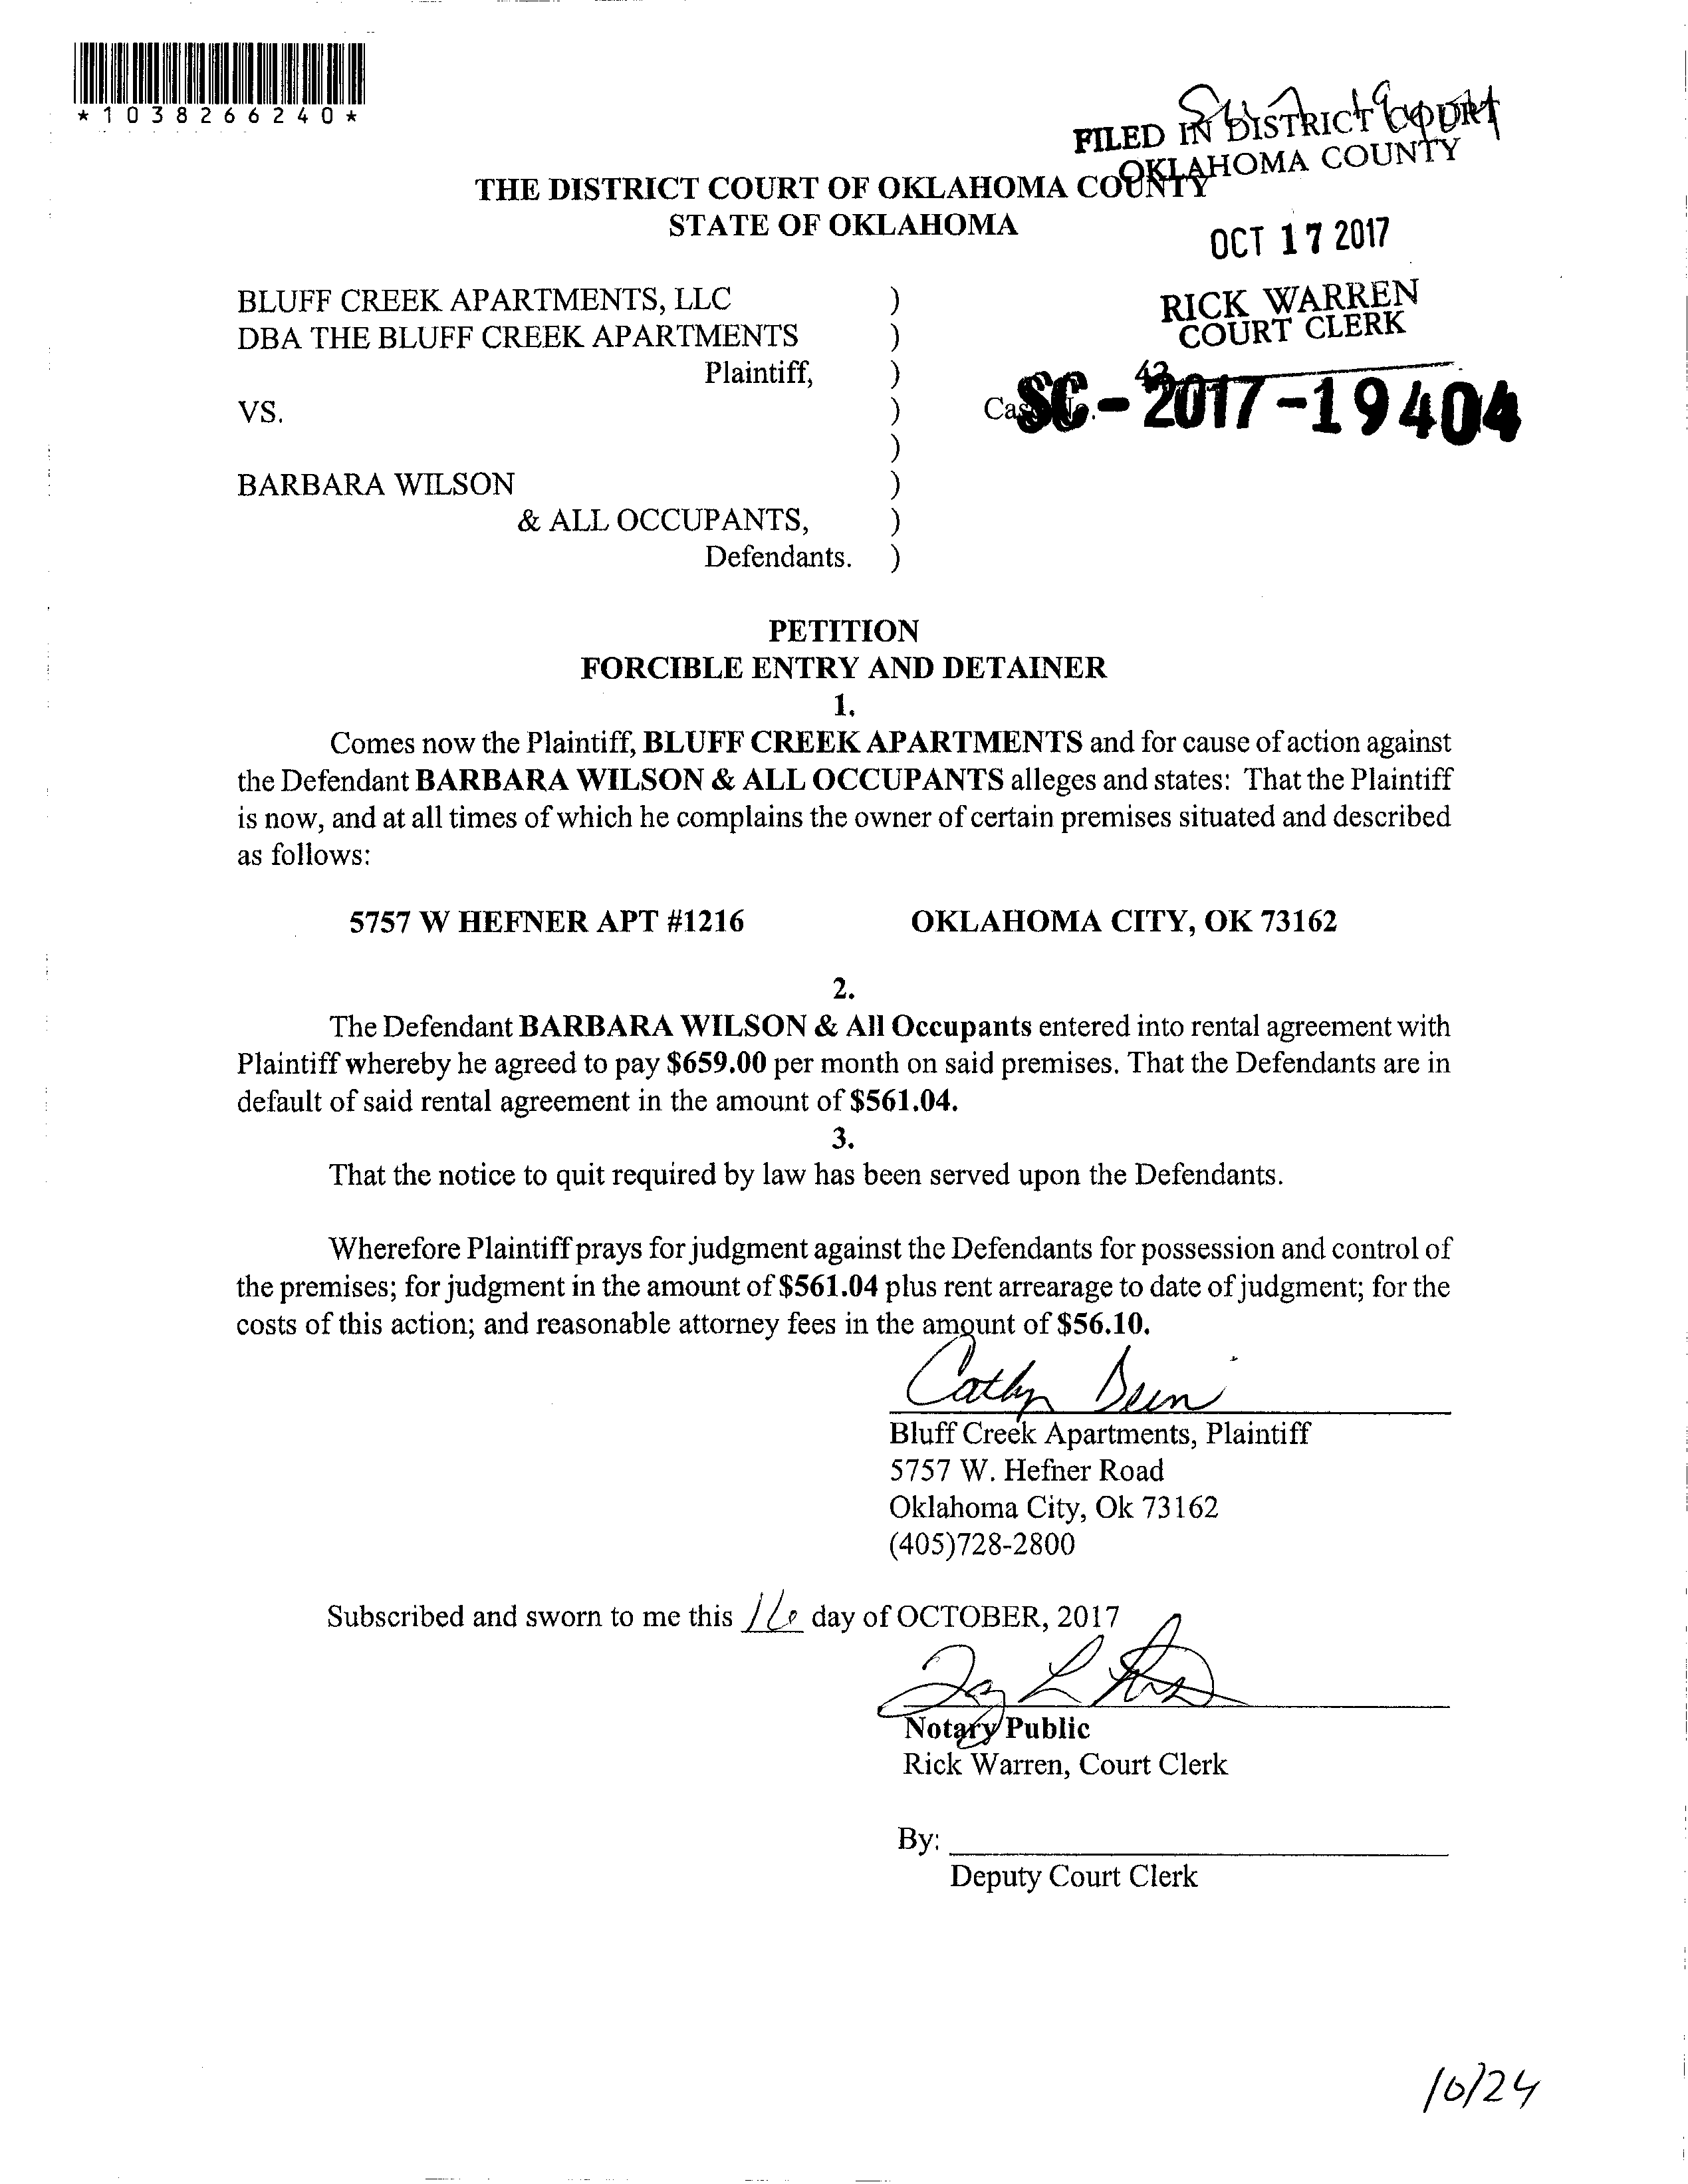 *1038266240*
FILED IN DISTRICT COURT
OKLAHOMA COUNTY
THE DISTRICT COURT OF OKLAHOMA COUNTY
STATE OF OKLAHOMA
OCT 17 2017
BLUFF CREEK APARTMENTS, LLC )
DBA THE BLUFF CREEK APARTMENTS )
Plaintiff, )
RICK WARREN
COURT CLERK
42
VS. ) Case No. SC-2017-19404
)
BARBARA WILSON )
& ALL OCCUPANTS, )
Defendants. )
PETITION
FORCIBLE ENTRY AND DETAINER
1.
Comes now the Plaintiff, BLUFF CREEK APARTMENTS and for cause of action against
the Defendant BARBARA WILSON & ALL OCCUPANTS alleges and states: That the Plaintiff
is now, and at all times of which he complains the owner of certain premises situated and described
as follows:
5757 W HEFNER APT #1216 OKLAHOMA CITY, OK 73162
2.
The Defendant BARBARA WILSON & All Occupants entered into rental agreement with
Plaintiff whereby he agreed to pay $659.00 per month on said premises. That the Defendants are in
default of said rental agreement in the amount of $561.04.
3.
That the notice to quit required by law has been served upon the Defendants.
Wherefore Plaintiff prays for judgment against the Defendants for possession and control of
the premises; for judgment in the amount of $561.04 plus rent arrearage to date of judgment; for the
costs of this action; and reasonable attorney fees in the amount of $56.10.
Cathy
Bluff Creek Apartments, Plaintiff
5757 W. Hefner Road
Oklahoma City, Ok 73162
(405)728-2800
Subscribed and sworn to me this 16 day of OCTOBER, 2017
Notary Public
Rick Warren, Court Clerk
By:
Deputy Court Clerk
10/24